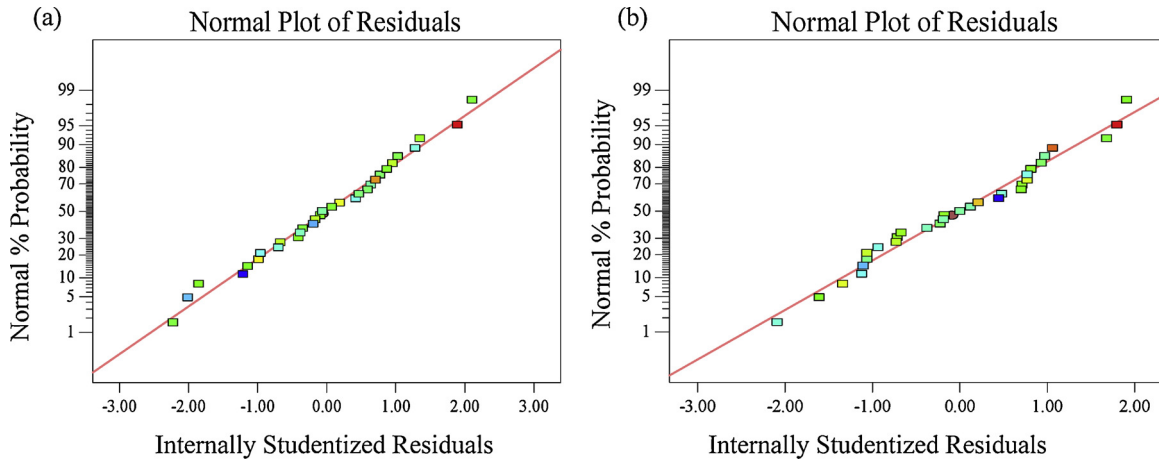 (a)
Normal Plot of Residuals
Normal % Probability
99
95
90
80
70
50
30
20
10
5
1
-3.00 -2.00 -1.00 0.00 1.00 2.00 3.00
Internally Studentized Residuals
(b)
Normal Plot of Residuals
Normal % Probability
99
95
90
80
70
50
30
20
10
5
1
-3.00 -2.00 -1.00 0.00 1.00 2.00
Internally Studentized Residuals